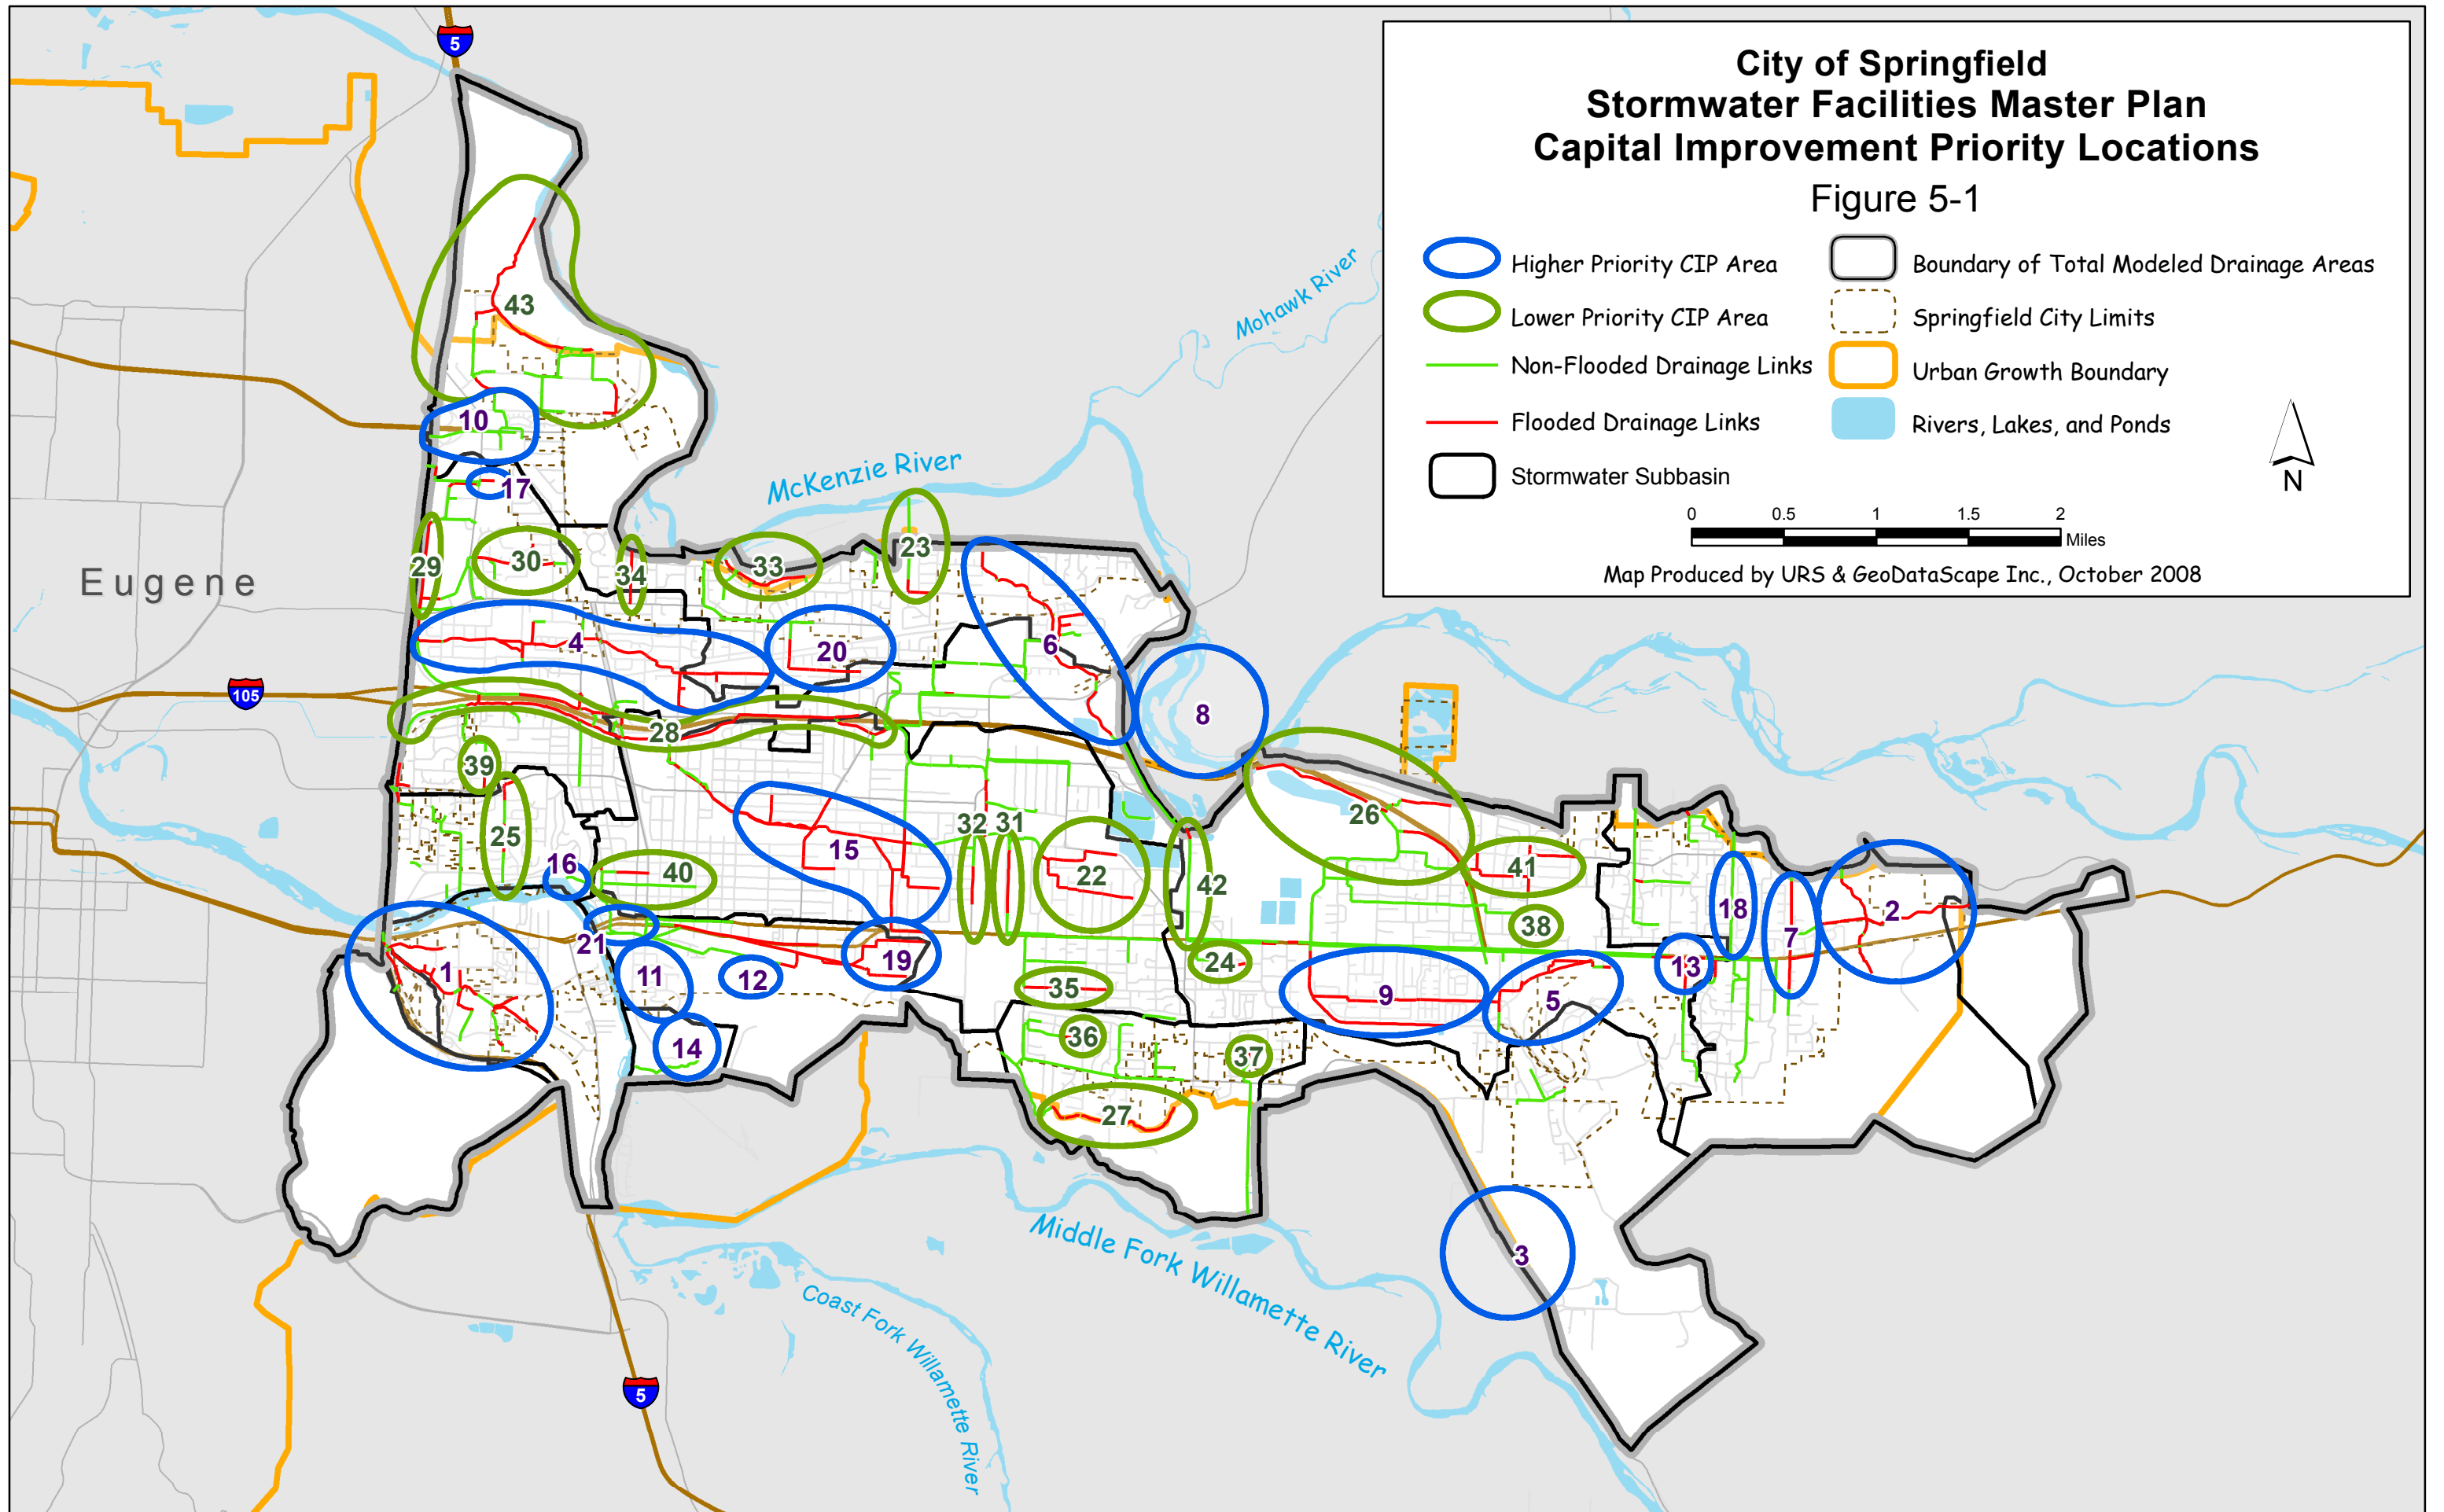 City of Springfield
Stormwater Facilities Master Plan
Capital Improvement Priority Locations
Figure 5-1
Higher Priority CIP Area
Lower Priority CIP Area
Non-Flooded Drainage Links
Flooded Drainage Links
Stormwater Subbasin
Boundary of Total Modeled Drainage Areas
Springfield City Limits
Urban Growth Boundary
Rivers, Lakes, and Ponds
N
0 0.5 1 1.5 2
Miles
Map Produced by URS & GeoDataScape Inc., October 2008
5
43
Mohawk River
10
McKenzie River
17
23
29
30
34
33
Eugene
4
20
6
105
28
8
39
26
25
32
31
15
16
40
22
42
41
18
2
38
21
7
1
11
12
19
24
13
35
9
5
36
14
37
27
Middle Fork Willamette River
3
Coast Fork Willamette River
5